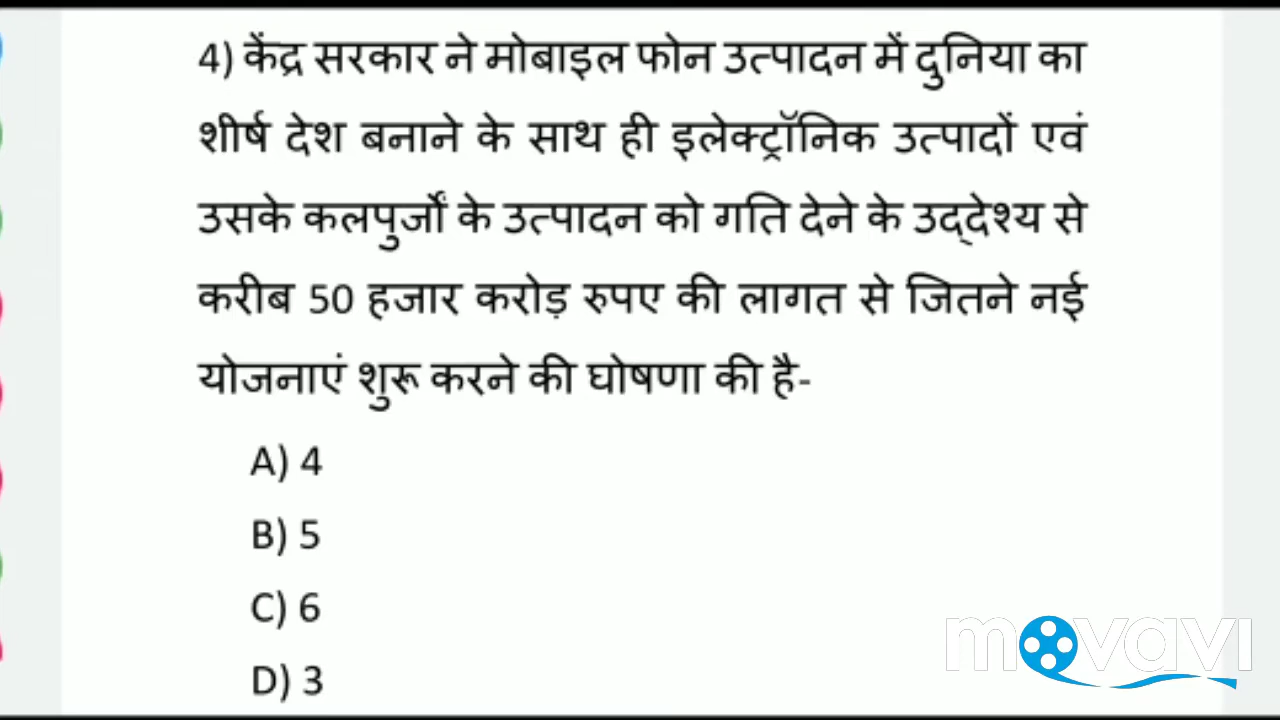 4) केंद्र सरकार ने मोबाइल फोन उत्पादन में दुनिया का
शीर्ष देश बनाने के साथ ही इलेक्ट्रॉनिक उत्पादों एवं
उसके कलपुर्जों के उत्पादन को गति देने के उद्‌देश्य से
करीब 50 हजार करोड़ रुपए की लागत से जितने नई
योजनाएं शुरू करने की घोषणा की है-
A) 4
B) 5
C) 6
D) 3
movavi